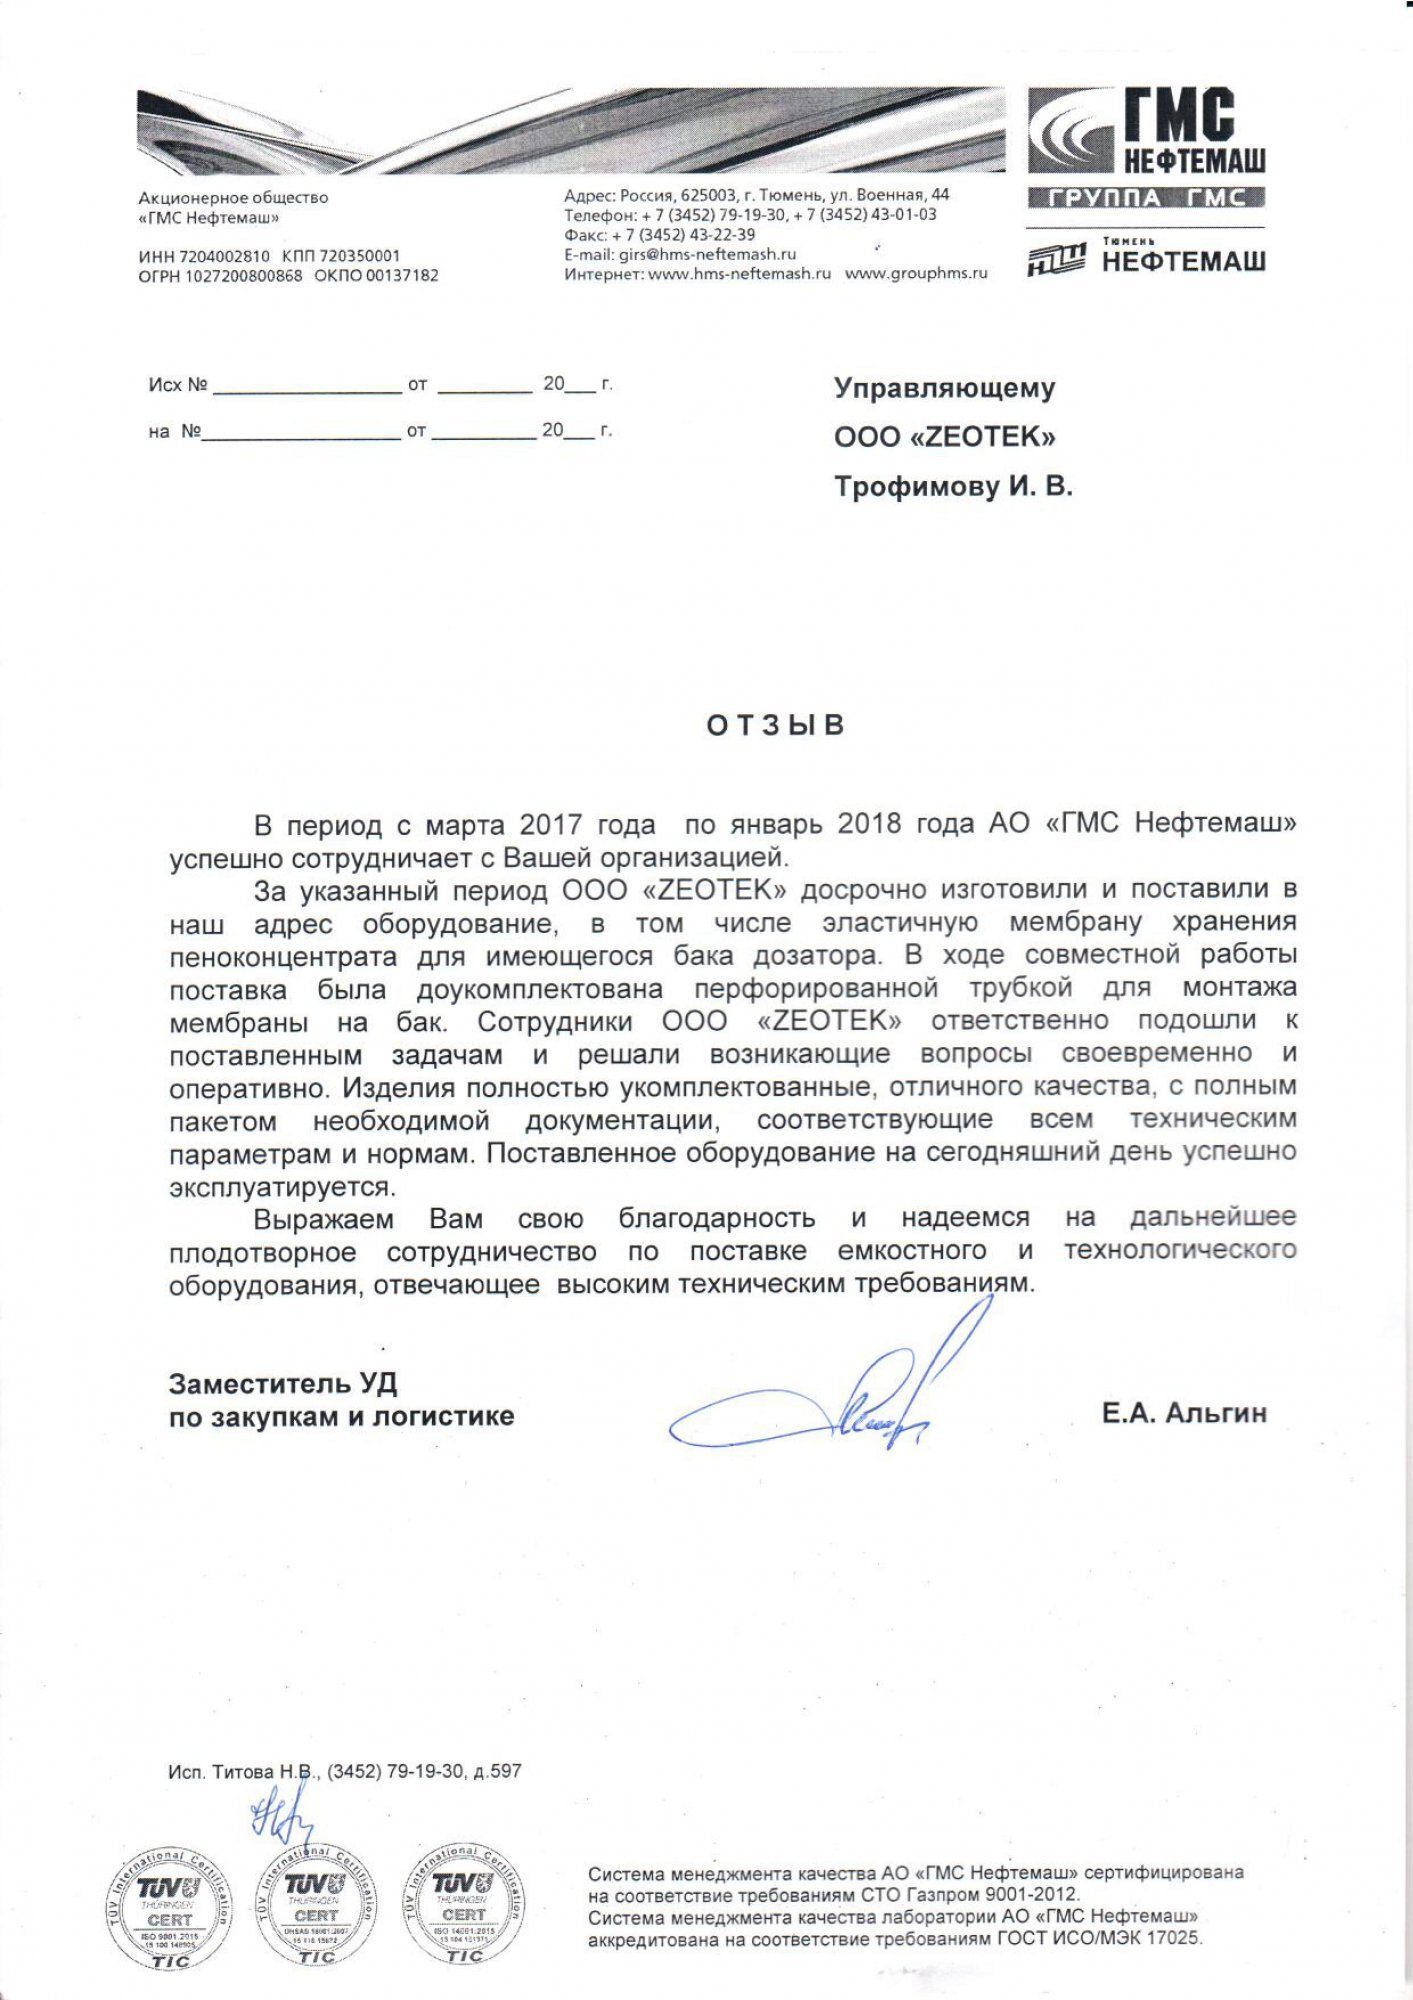 ГМС
НЕФТЕМАШ
ГРУППА ГМС
Тюмень
НЕФТЕМАШ
Акционерное общество
«ГМС Нефтемаш»
ИНН 7204002810 КПП 720350001
ОГРН 1027200800868 ОКПО 00137182
Адрес: Россия, 625003, г. Тюмень, ул. Военная, 44
Телефон: + 7 (3452) 79-19-30, + 7 (3452) 43-01-03
Факс: + 7 (3452) 43-22-39
E-mail: girs@hms-neftemash.ru
Интернет: www.hms-neftemash.ru www.grouphms.ru
Исх № __________________ от _________ 20___ г.
на №___________________ от __________ 20___ г.
Управляющему
ООО «ZEOTEK»
Трофимову И. В.
О Т З Ы В
В период с марта 2017 года по январь 2018 года АО «ГМС Нефтемаш»
успешно сотрудничает с Вашей организацией.
За указанный период ООО «ZEOTEK» досрочно изготовили и поставили в
наш адрес оборудование, в том числе эластичную мембрану хранения
пеноконцентрата для имеющегося бака дозатора. В ходе совместной работы
поставка была доукомплектована перфорированной трубкой для монтажа
мембраны на бак. Сотрудники ООО «ZEOTEK» ответственно подошли к
поставленным задачам и решали возникающие вопросы своевременно и
оперативно. Изделия полностью укомплектованные, отличного качества, с полным
пакетом необходимой документации, соответствующие всем техническим
параметрам и нормам. Поставленное оборудование на сегодняшний день успешно
эксплуатируется.
Выражаем Вам свою благодарность и надеемся на дальнейшее
плодотворное сотрудничество по поставке емкостного и технологического
оборудования, отвечающее высоким техническим требованиям.
Заместитель УД
по закупкам и логистике
Е.А. Альгин
Исп. Титова Н.В., (3452) 79-19-30, д.597
TÜV International Certification
TÜV
THÜRINGEN
CERT
ISO 9001:2015
TIC
TÜV International Certification
TÜV
THÜRINGEN
CERT
OHSAS 18001:2007
TIC
TÜV International Certification
TÜV
THÜRINGEN
CERT
ISO 14001:2015
TIC
Система менеджмента качества АО «ГМС Нефтемаш» сертифицирована
на соответствие требованиям СТО Газпром 9001-2012.
Система менеджмента качества лаборатории АО «ГМС Нефтемаш»
аккредитована на соответствие требованиям ГОСТ ИСО/МЭК 17025.